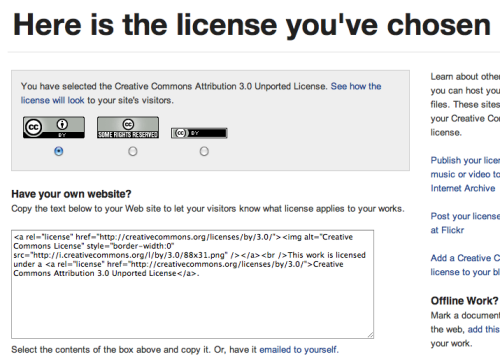 Here is the license you've chosen
You have selected the Creative Commons Attribution 3.0 Unported License. See how the
license will look to your site's visitors.
cc BY
cc SOME RIGHTS RESERVED
(cc) BY
Have your own website?
Copy the text below to your Web site to let your visitors know what license applies to your works.
<a rel="license" href="http://creativecommons.org/licenses/by/3.0/"><img alt="Creative
Commons License" style="border-width:0"
src="http://i.creativecommons.org/l/by/3.0/88x31.png" /></a><br />This work is licensed
under a <a rel="license" href="http://creativecommons.org/licenses/by/3.0/">Creative
Commons Attribution 3.0 Unported License</a>.
Select the contents of the box above and copy it. Or, have it emailed to yourself.
Learn about other
you can host you
files. These sites
your Creative Co
license.
Publish your licen
music or video to
Internet Archive
Post your license
at Flickr
Add a Creative C
license to your bl
Offline Work?
Mark a document
the web, add this
your work.